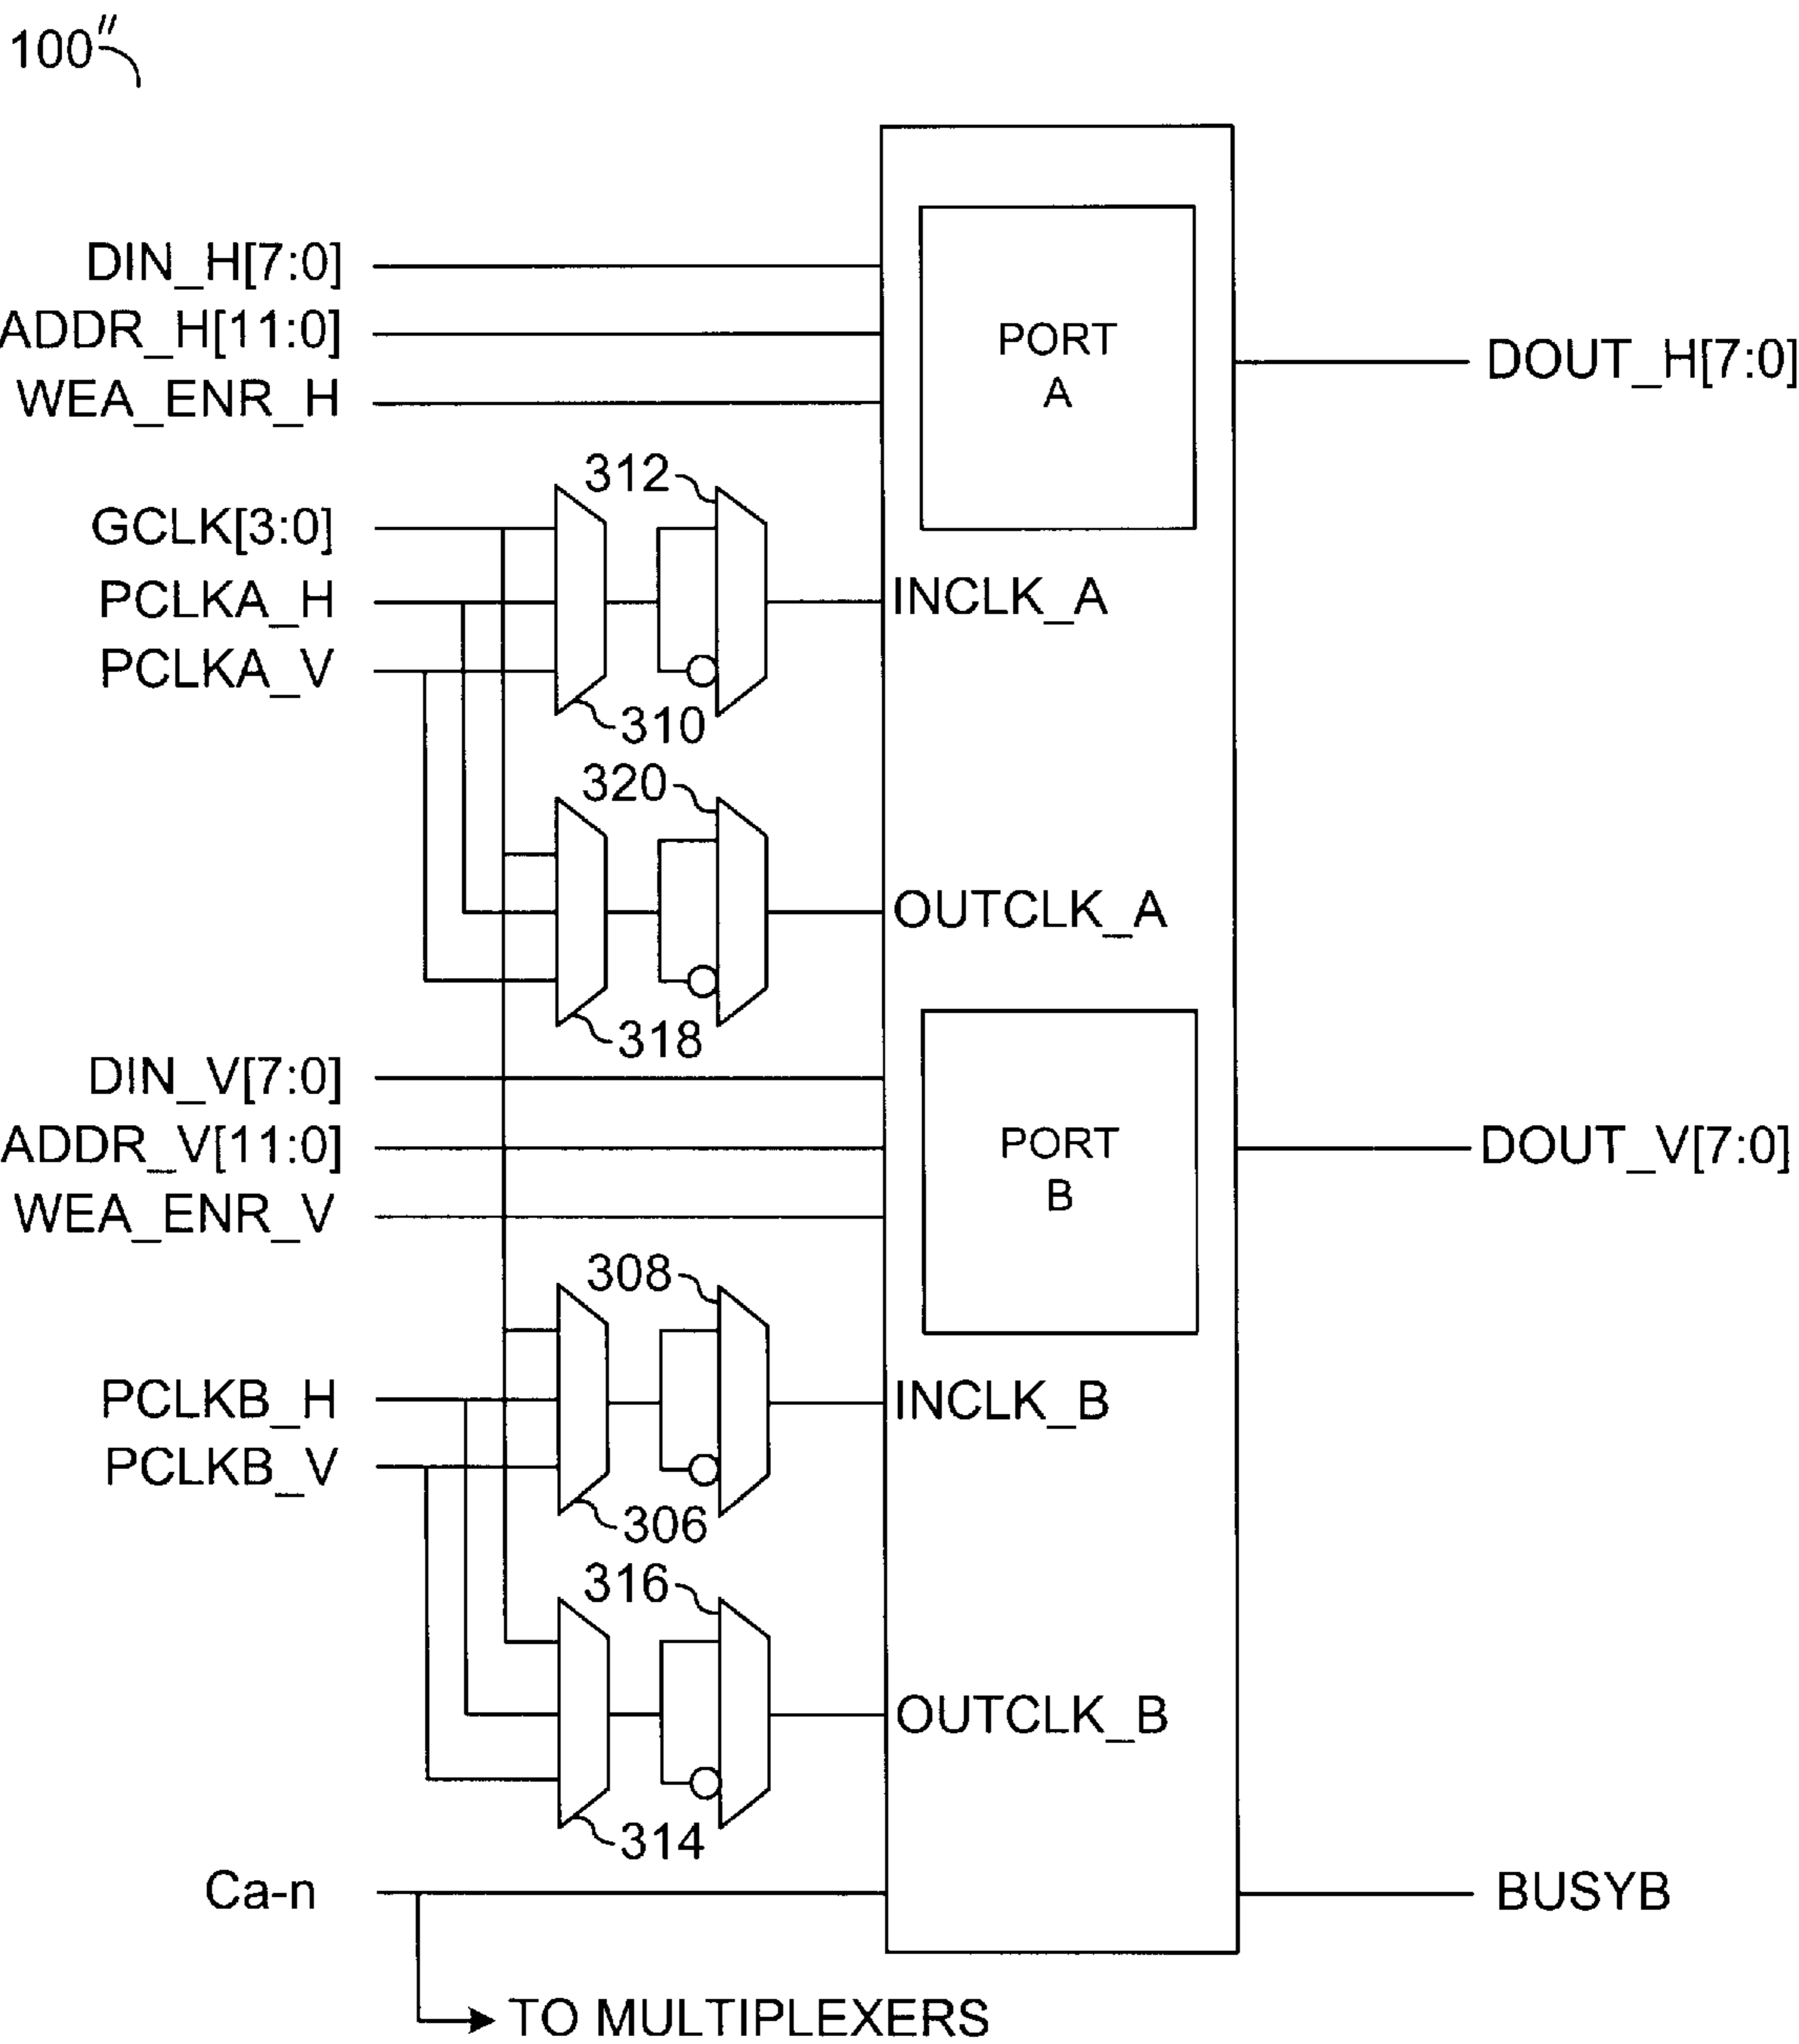 100"
DIN_H[7:0]
ADDR_H[11:0]
WEA_ENR_H
PORT
A
DOUT_H[7:0]
312
GCLK[3:0]
PCLKA_H
PCLKA_V
INCLK_A
310
320
OUTCLK_A
318
DIN_V[7:0]
ADDR_V[11:0]
WEA_ENR_V
PORT
B
DOUT_V[7:0]
308
PCLKB_H
PCLKB_V
INCLK_B
306
316
OUTCLK_B
314
Ca-n
BUSYB
TO MULTIPLEXERS